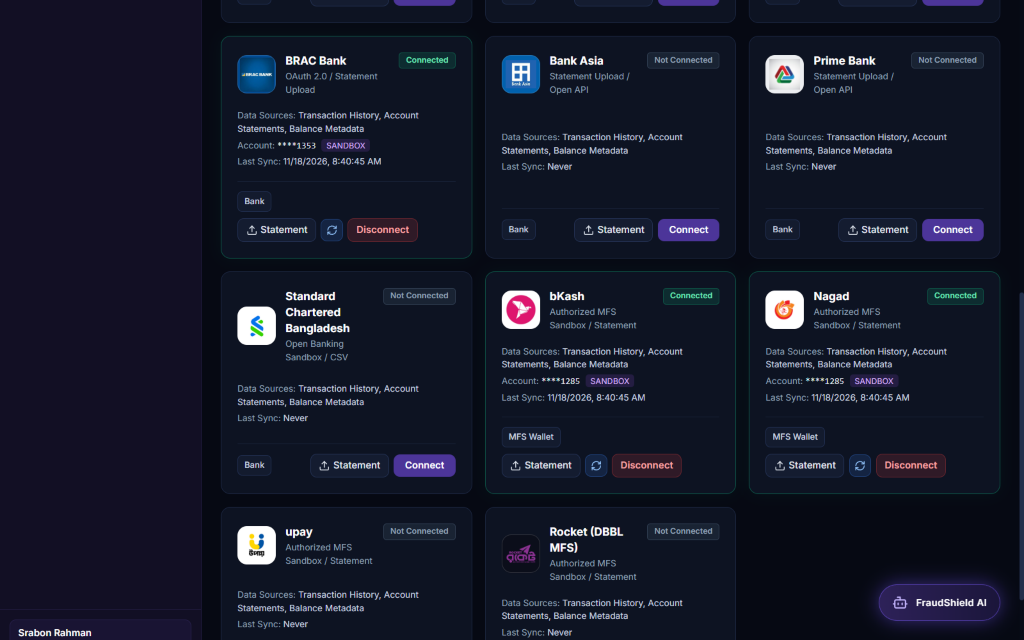 BRAC Bank
Connected
OAuth 2.0 / Statement
Upload
BRAC BANK
Data Sources: Transaction History, Account
Statements, Balance Metadata
Account: ****1353 SANDBOX
Last Sync: 11/18/2026, 8:40:45 AM
Bank
Statement
Disconnect
Bank Asia
Not Connected
Statement Upload /
Open API
Bank Asia
Data Sources: Transaction History, Account
Statements, Balance Metadata
Last Sync: Never
Bank
Statement
Connect
Prime Bank
Not Connected
Statement Upload /
Open API
Data Sources: Transaction History, Account
Statements, Balance Metadata
Last Sync: Never
Bank
Statement
Connect
Standard
Chartered
Bangladesh
Not Connected
Open Banking
Sandbox / CSV
Data Sources: Transaction History, Account
Statements, Balance Metadata
Last Sync: Never
Bank
Statement
Connect
bKash
Connected
Authorized MFS
Sandbox / Statement
Data Sources: Transaction History, Account
Statements, Balance Metadata
Account: ****1285 SANDBOX
Last Sync: 11/18/2026, 8:40:45 AM
MFS Wallet
Statement
Disconnect
Nagad
Connected
Authorized MFS
Sandbox / Statement
Data Sources: Transaction History, Account
Statements, Balance Metadata
Account: ****1285 SANDBOX
Last Sync: 11/18/2026, 8:40:45 AM
MFS Wallet
Statement
Disconnect
upay
Not Connected
Authorized MFS
Sandbox / Statement
উপায়
Data Sources: Transaction History, Account
Statements, Balance Metadata
Last Sync: Never
Rocket (DBBL
MFS)
Not Connected
Authorized MFS
Sandbox / Statement
Data Sources: Transaction History, Account
Statements, Balance Metadata
Last Sync: Never
FraudShield AI
Srabon Rahman